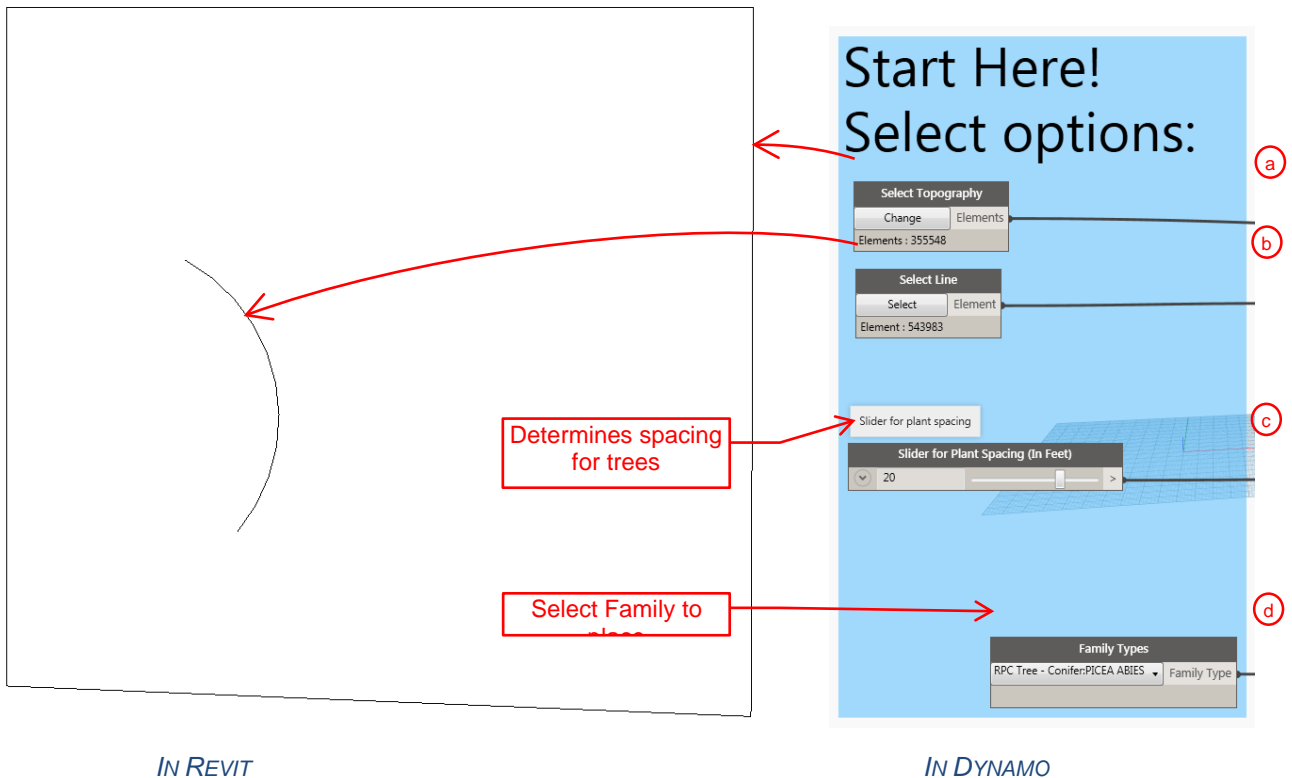 Start Here!
Select options:
a
Select Topography
Change Elements
Elements : 355548
b
Select Line
Select Element
Element : 543983
Determines spacing
for trees
Slider for plant spacing
c
Slider for Plant Spacing (In Feet)
20 >
Select Family to
d
Family Types
RPC Tree - Conifer:PICEA ABIES Family Type
IN REVIT
IN DYNAMO